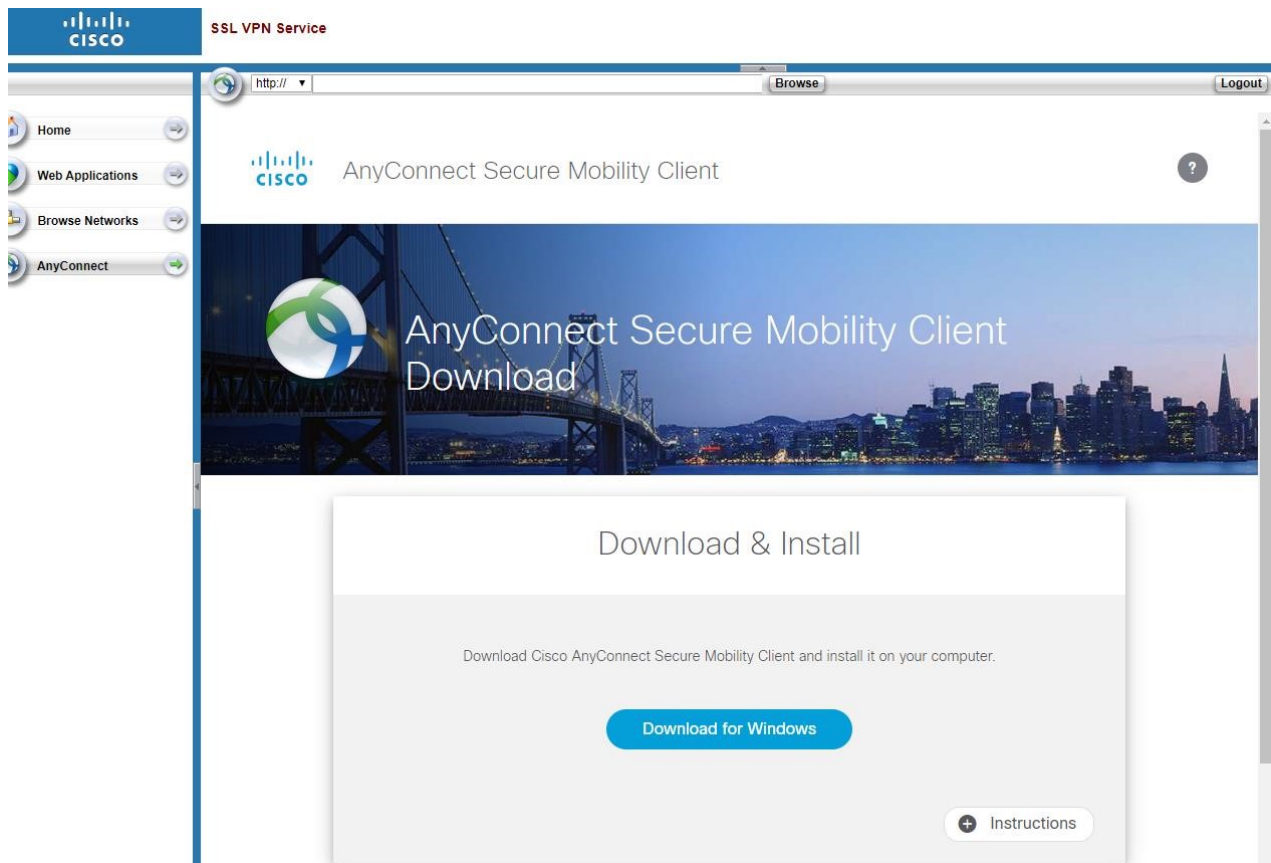 CISCO
SSL VPN Service
http://
Browse
Logout
Home
Web Applications
Browse Networks
AnyConnect
CISCO
AnyConnect Secure Mobility Client
?
AnyConnect Secure Mobility Client
Download
Download & Install
Download Cisco AnyConnect Secure Mobility Client and install it on your computer.
Download for Windows
Instructions